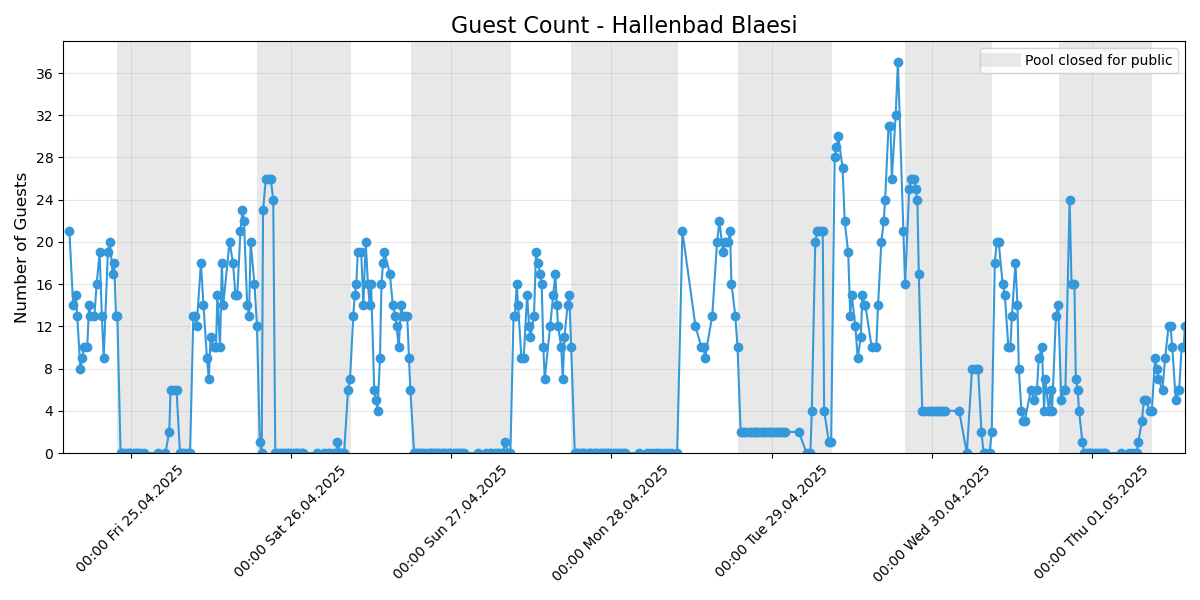 Guest Count - Hallenbad Blaesi
Pool closed for public
Number of Guests
36
32
28
24
20
16
12
8
4
0
00:00 Fri 25.04.2025
00:00 Sat 26.04.2025
00:00 Sun 27.04.2025
00:00 Mon 28.04.2025
00:00 Tue 29.04.2025
00:00 Wed 30.04.2025
00:00 Thu 01.05.2025